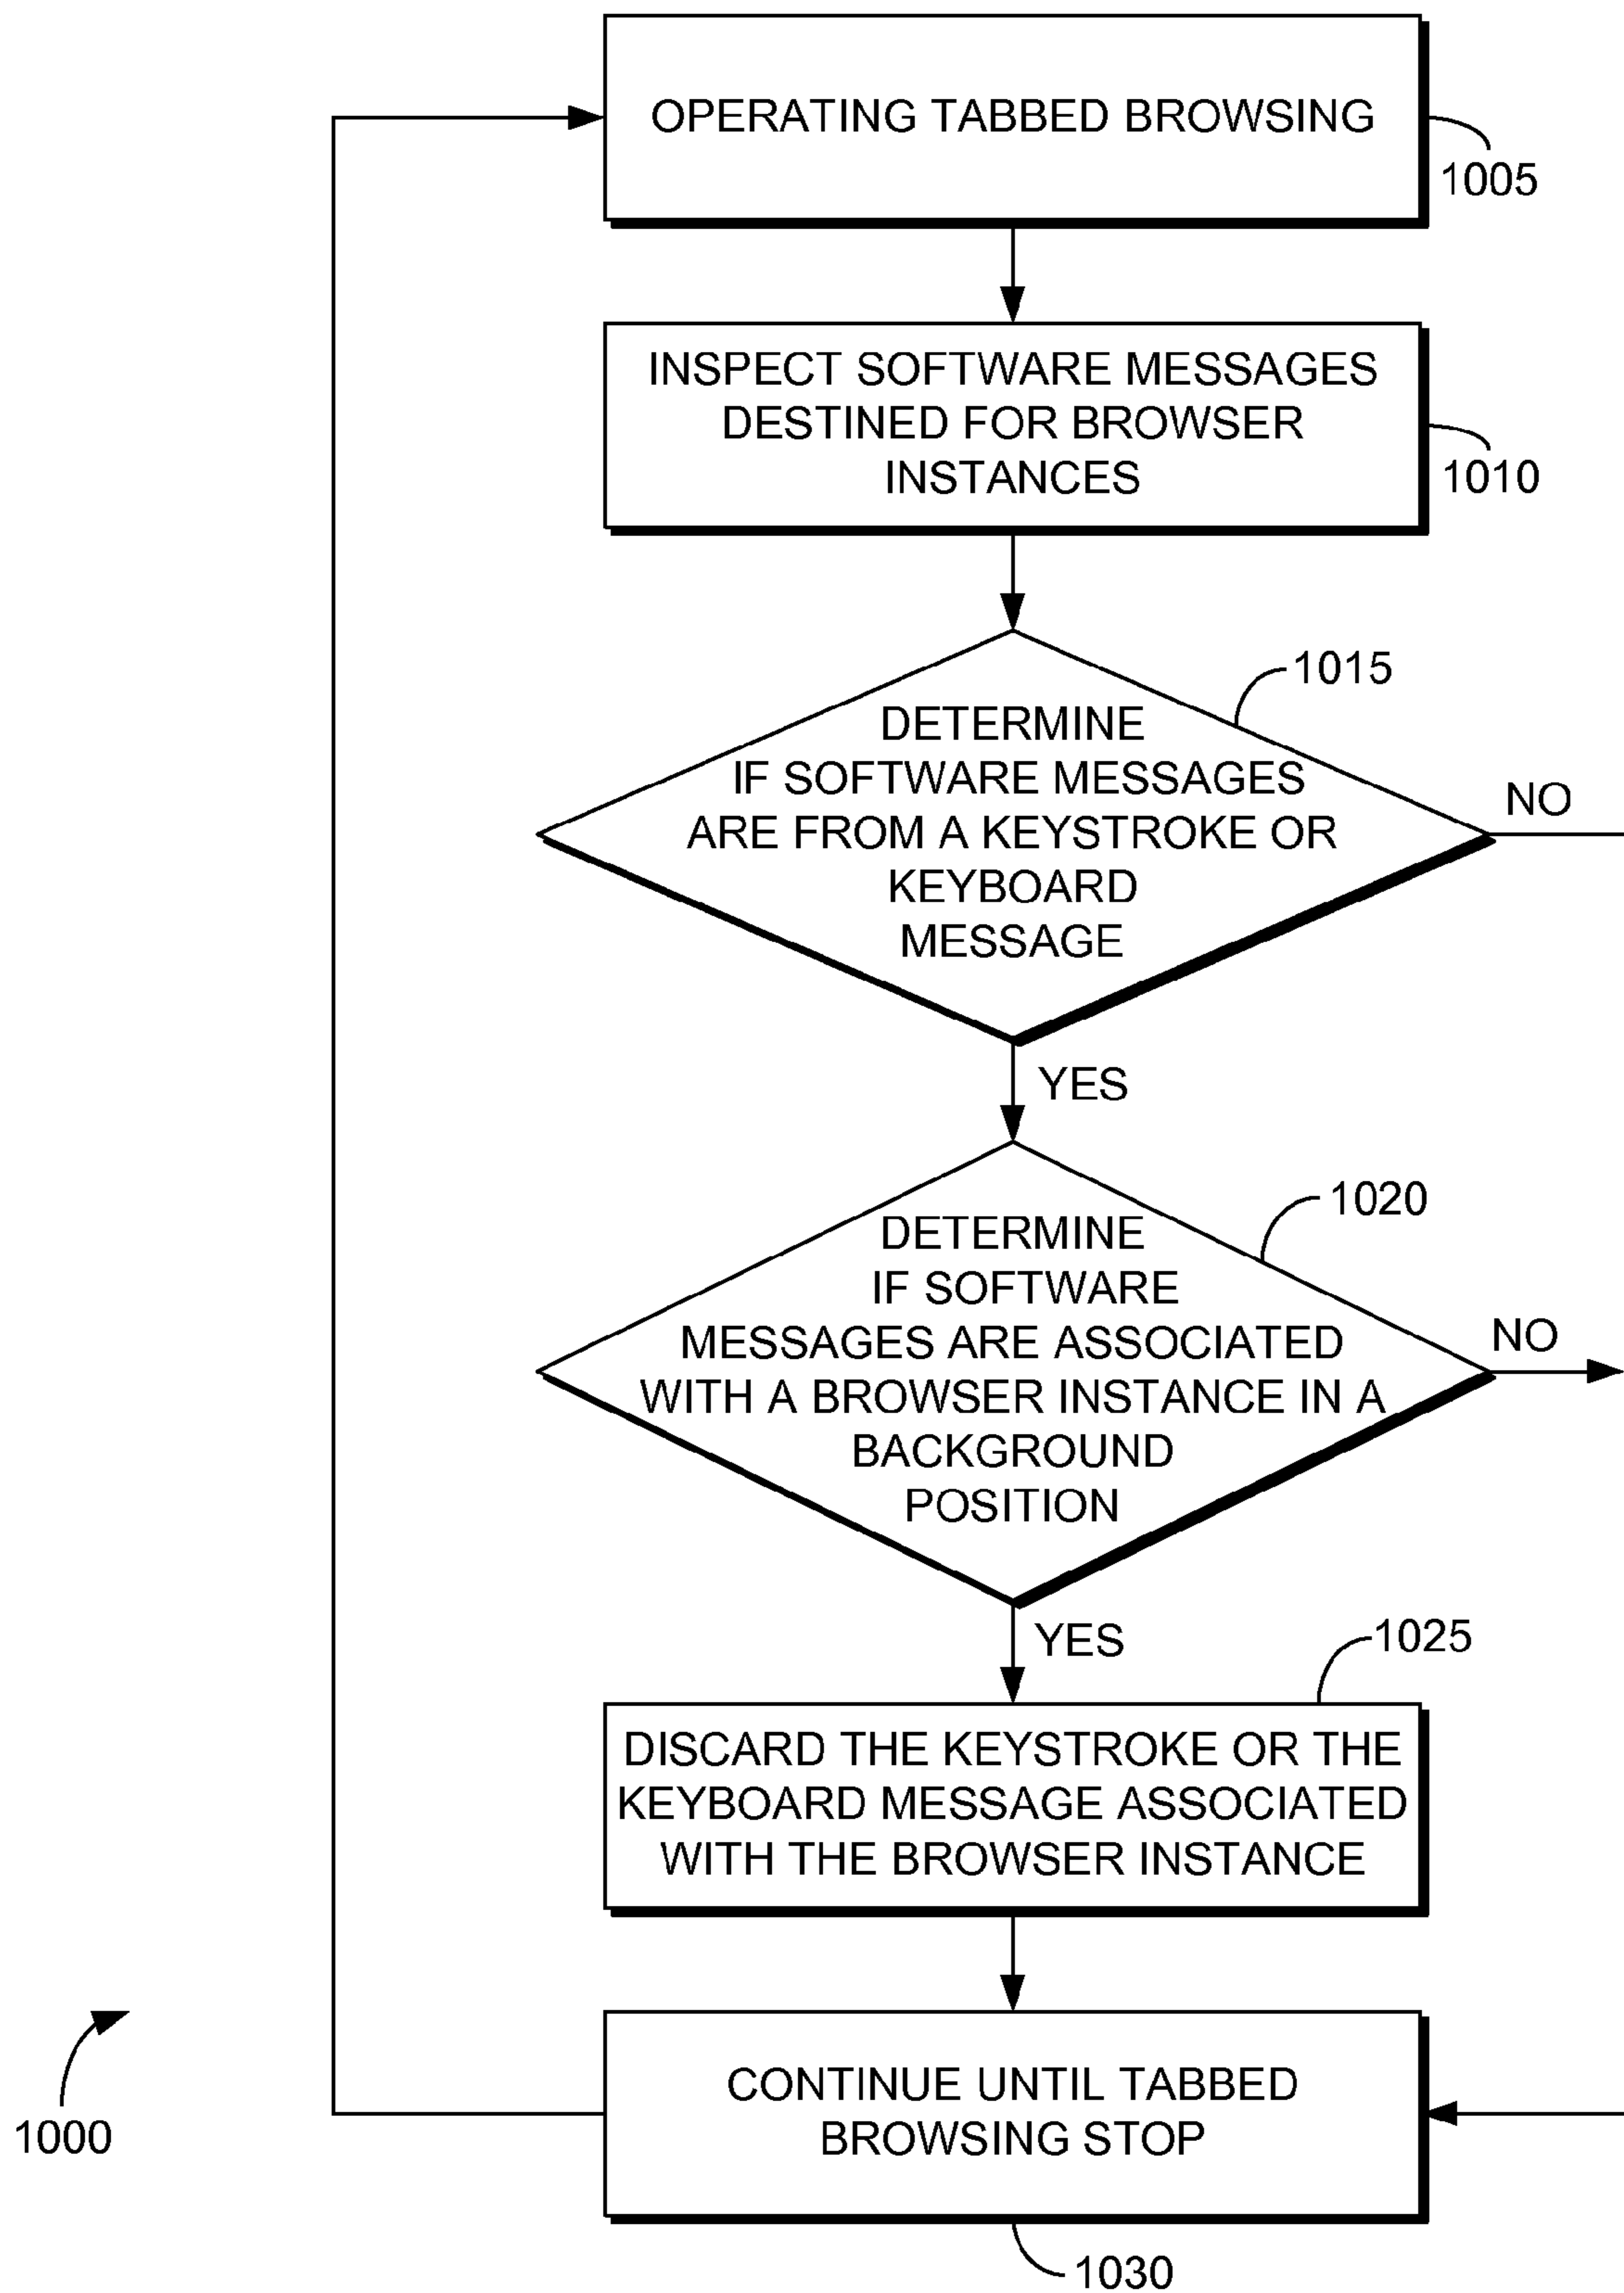 OPERATING TABBED BROWSING
1005
INSPECT SOFTWARE MESSAGES
DESTINED FOR BROWSER
INSTANCES
1010
1015
DETERMINE
IF SOFTWARE MESSAGES
ARE FROM A KEYSTROKE OR
KEYBOARD
MESSAGE
NO
YES
1020
DETERMINE
IF SOFTWARE
MESSAGES ARE ASSOCIATED
WITH A BROWSER INSTANCE IN A
BACKGROUND
POSITION
NO
YES
1025
DISCARD THE KEYSTROKE OR THE
KEYBOARD MESSAGE ASSOCIATED
WITH THE BROWSER INSTANCE
CONTINUE UNTIL TABBED
BROWSING STOP
1000
1030